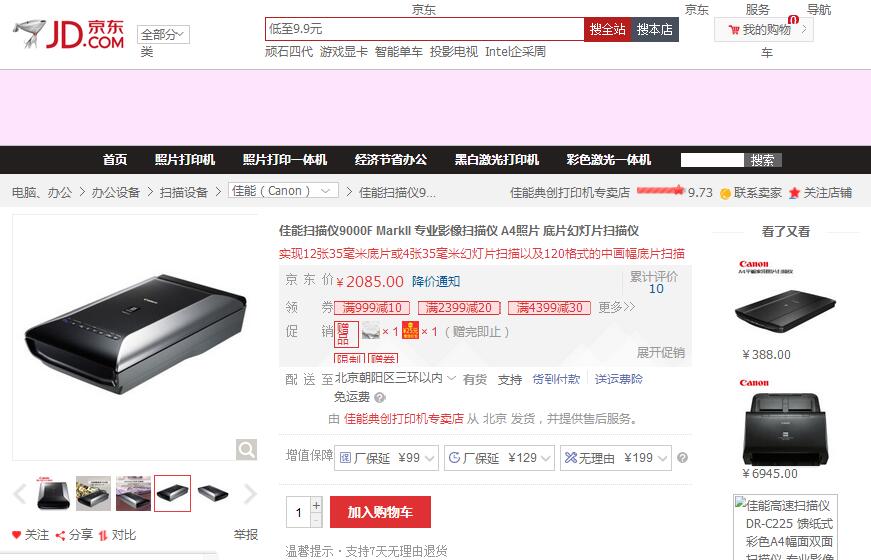 京东
京东 服务 导航
JD 京东
.COM
全部分
类
低至9.9元
搜全站 搜本店
0
我的购物
车
顽石四代 游戏显卡 智能单车 投影电视 Intel企采周
首页 照片打印机 照片打印一体机 经济节省办公 黑白激光打印机 彩色激光一体机 搜索
电脑、办公 > 办公设备 > 扫描设备 > 佳能（Canon） > 佳能扫描仪9...
佳能典创打印机专卖店 9.73 联系卖家 关注店铺
佳能扫描仪9000F MarkII 专业影像扫描仪 A4照片 底片幻灯片扫描仪
实现12张35毫米底片或4张35毫米幻灯片扫描以及120格式的中画幅底片扫描
京东价 ￥2085.00 降价通知
累计评价
10
领券 满999减10 满2399减20 满4399减30 更多>>
促销 赠品 × 1 × 1 （赠完即止）
限制 赠券
展开促销
配送至 北京朝阳区三环以内 有货 支持 货到付款 送运费险
免运费
由 佳能典创打印机专卖店 从 北京 发货，并提供售后服务。
增值保障 厂保延 ￥99 厂保延 ￥129 无理由 ￥199
1 + - 加入购物车
温馨提示 · 支持7天无理由退货
关注 分享 对比 举报
看了又看
Canon
￥388.00
Canon
￥6945.00
佳能高速扫描仪
DR-C225 馈纸式
彩色A4幅面双面
扫描仪 专业影像